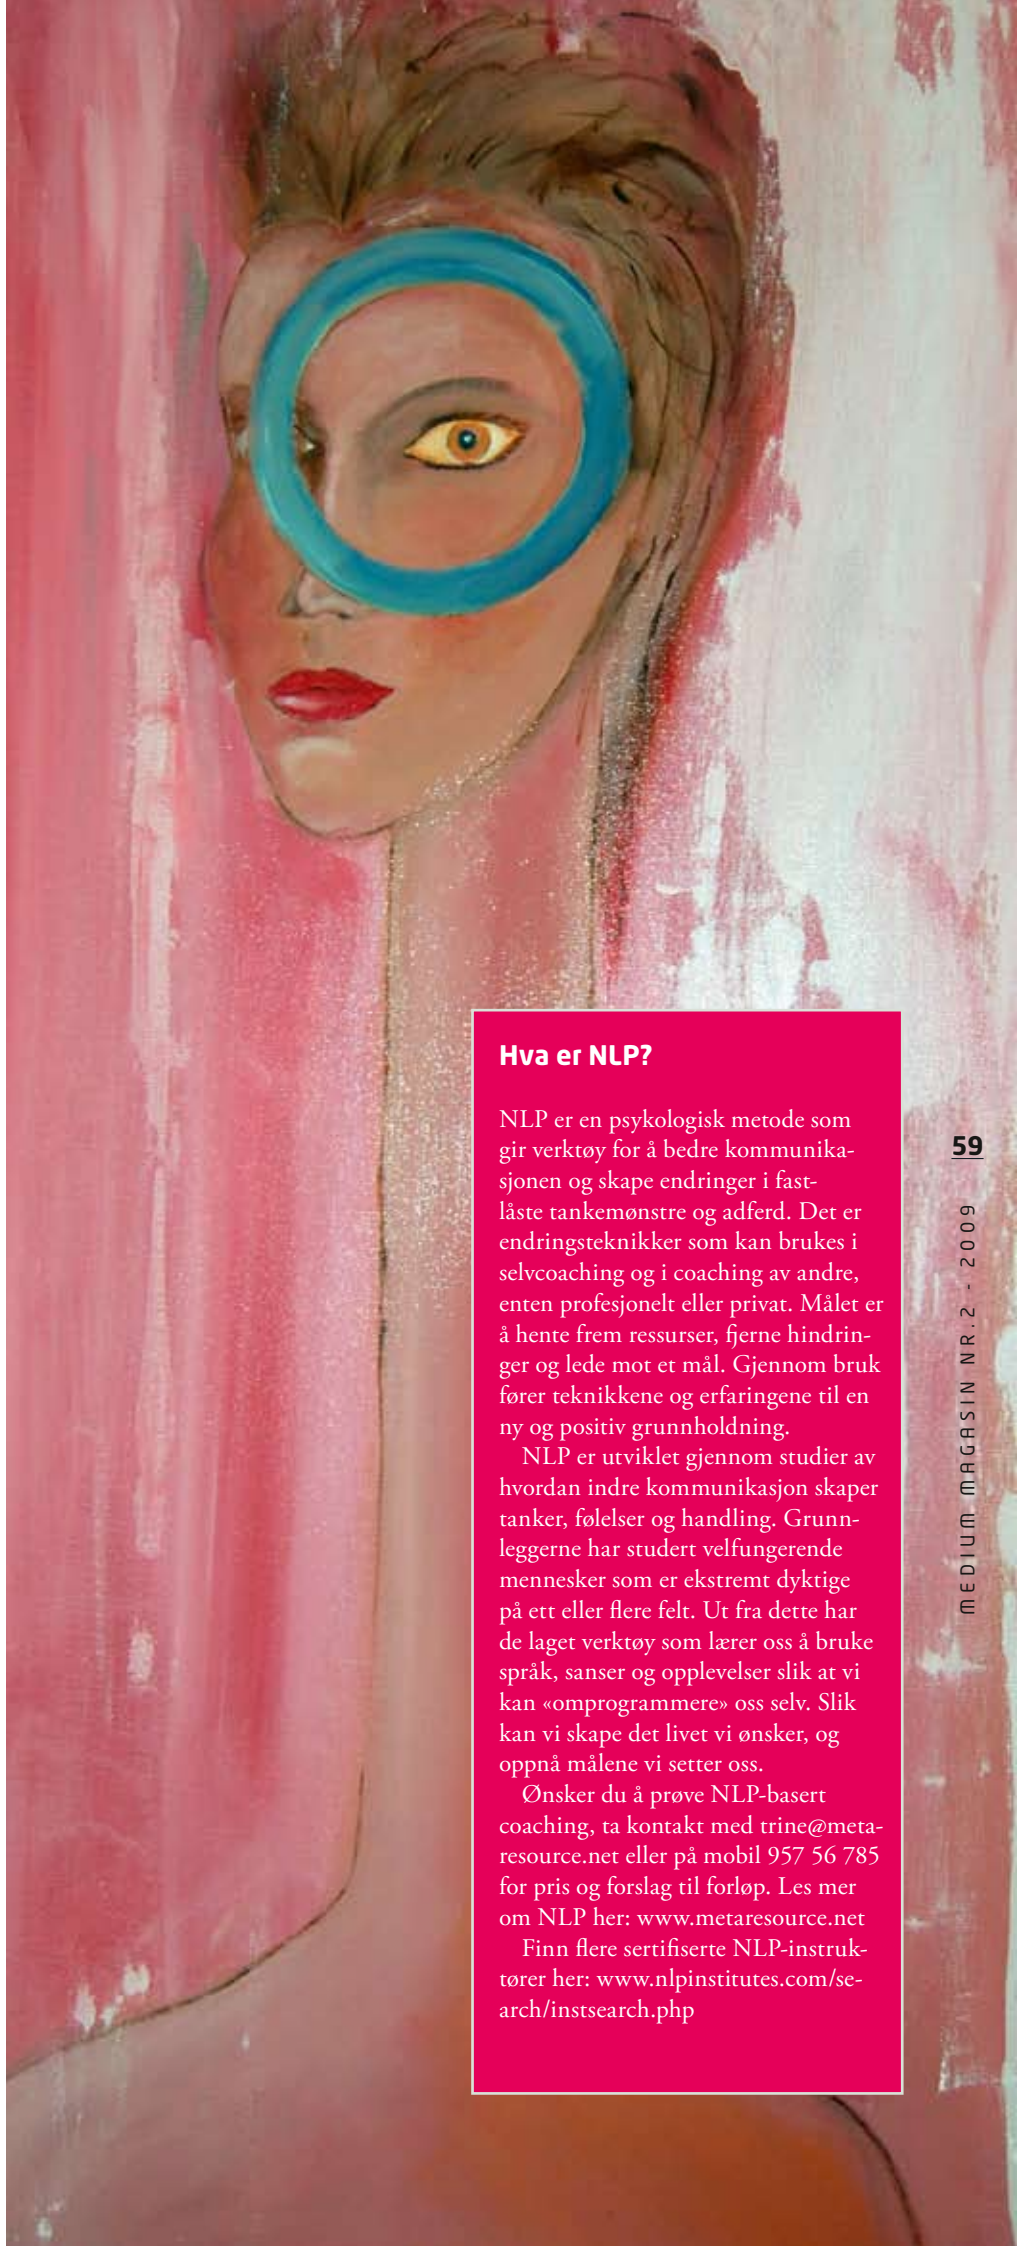 Hva er NLP?
NLP er en psykologisk metode som
gir verktøy for å bedre kommunika-
sjonen og skape endringer i fast-
låste tankemønstre og adferd. Det er
endringsteknikker som kan brukes i
selvcoaching og i coaching av andre,
enten profesjonelt eller privat. Målet er
å hente frem ressurser, fjerne hindrin-
ger og lede mot et mål. Gjennom bruk
fører teknikkene og erfaringene til en
ny og positiv grunnholdning.
NLP er utviklet gjennom studier av
hvordan indre kommunikasjon skaper
tanker, følelser og handling. Grunn-
leggerne har studert velfungerende
mennesker som er ekstremt dyktige
på ett eller flere felt. Ut fra dette har
de laget verktøy som lærer oss å bruke
språk, sanser og opplevelser slik at vi
kan «omprogrammere» oss selv. Slik
kan vi skape det livet vi ønsker, og
oppnå målene vi setter oss.
Ønsker du å prøve NLP-basert
coaching, ta kontakt med trine@meta-
resource.net eller på mobil 957 56 785
for pris og forslag til forløp. Les mer
om NLP her: www.metaresource.net
Finn flere sertifiserte NLP-instruk-
tører her: www.nlpinstitutes.com/se-
arch/instsearch.php
59
MEDIUM MAGASIN NR.2 - 2009